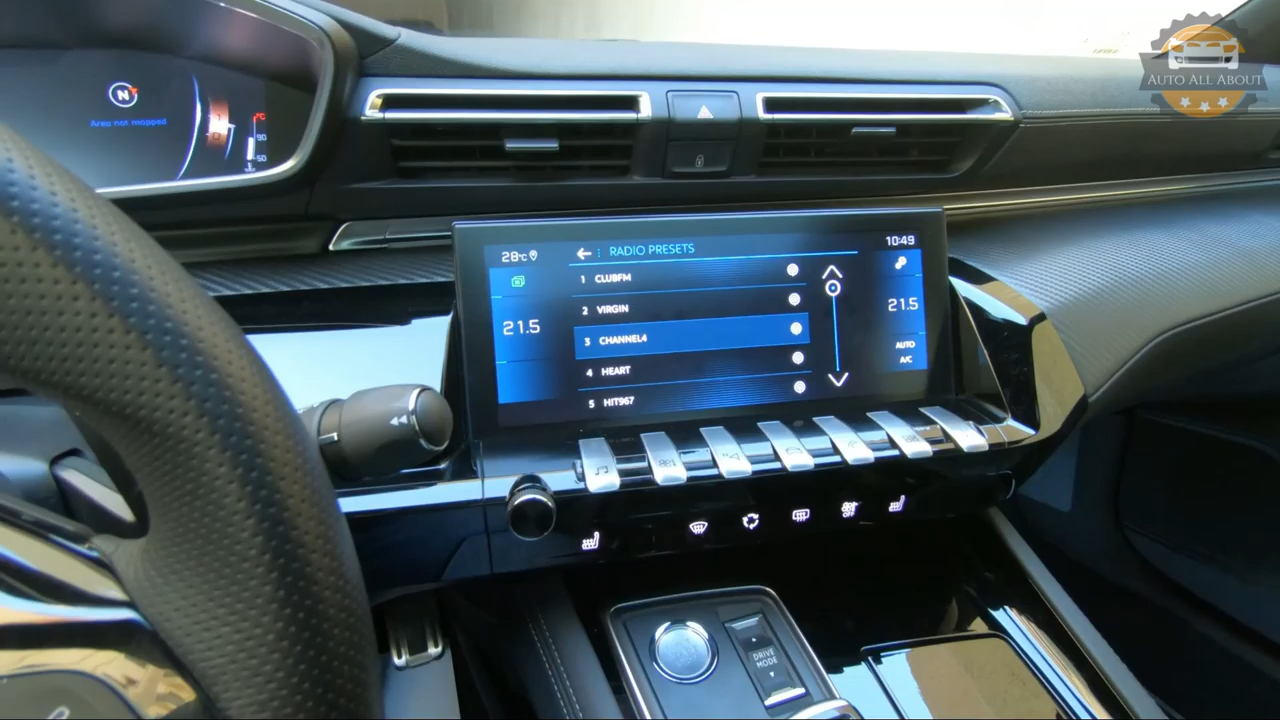 AUTO ALL ABOUT
N
Area not mapped
°C
90
50
28°C
RADIO PRESETS
10:49
1 CLUBFM
2 VIRGIN
3 CHANNEL4
4 HEART
5 HIT967
21.5
21.5
AUTO
A/C
OFF
DRIVE
MODE